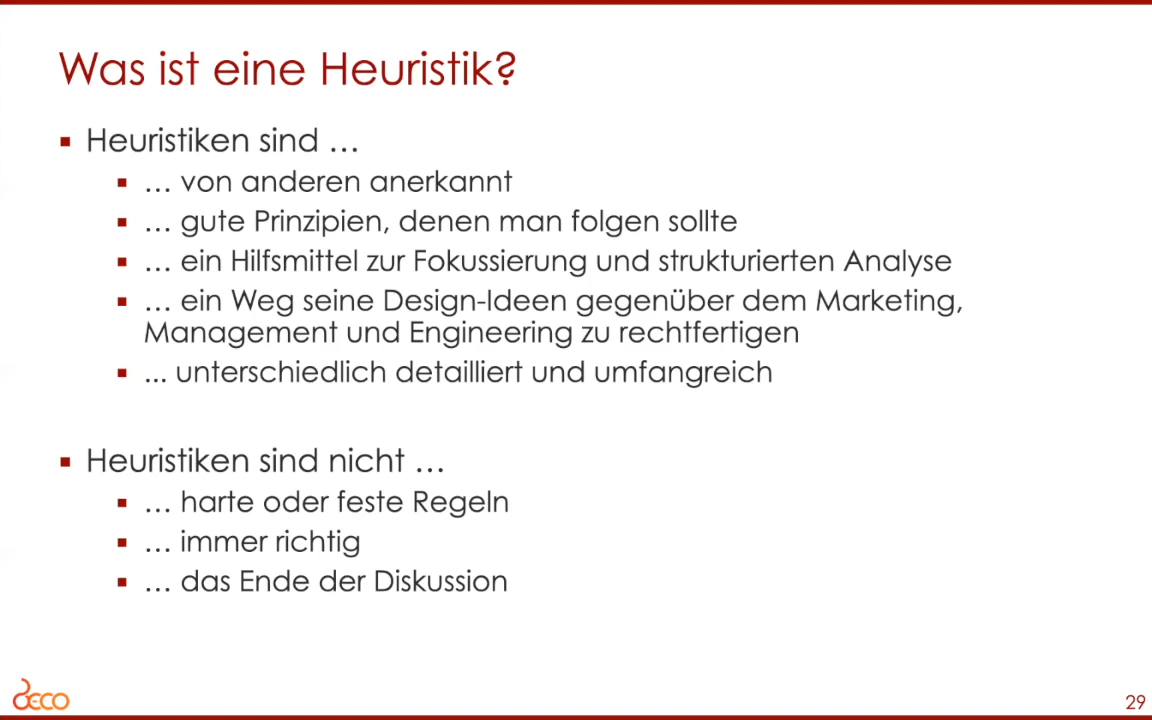 Was ist eine Heuristik?
▪ Heuristiken sind …
▪ … von anderen anerkannt
▪ … gute Prinzipien, denen man folgen sollte
▪ … ein Hilfsmittel zur Fokussierung und strukturierten Analyse
▪ … ein Weg seine Design-Ideen gegenüber dem Marketing,
Management und Engineering zu rechtfertigen
▪ ... unterschiedlich detailliert und umfangreich
▪ Heuristiken sind nicht …
▪ … harte oder feste Regeln
▪ … immer richtig
▪ … das Ende der Diskussion
DECO
29